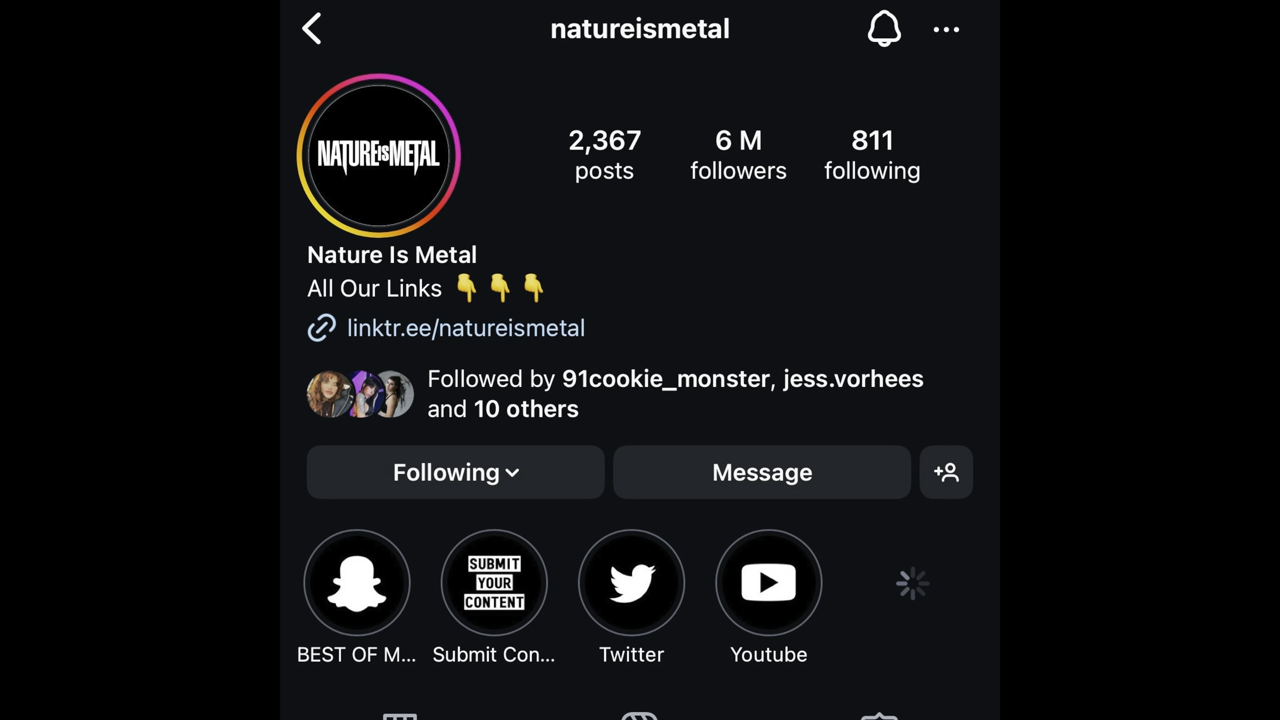 natureismetal
NATURE IS METAL
2,367 6 M 811
posts followers following
Nature Is Metal
All Our Links 👇 👇 👇
linktr.ee/natureismetal
Followed by 91cookie_monster, jess.vorhees
and 10 others
Following Message
SUBMIT
YOUR
CONTENT
BEST OF M... Submit Con... Twitter Youtube